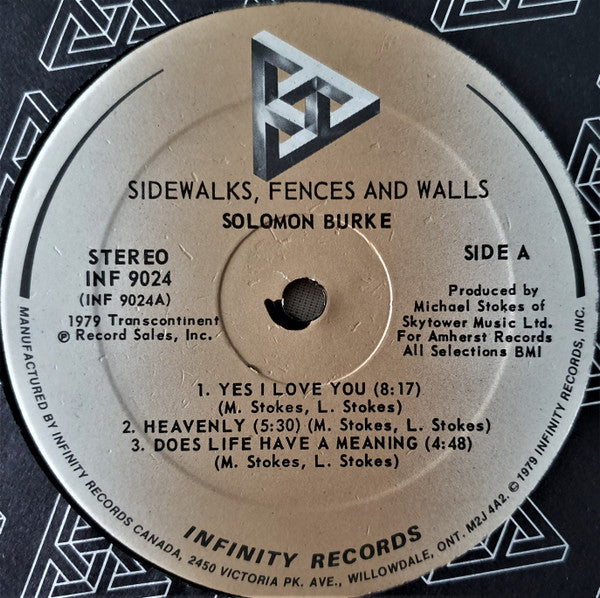 SIDEWALKS, FENCES AND WALLS
SOLOMON BURKE
STEREO
INF 9024
(INF 9024A)
1979 Transcontinent
℗ Record Sales, Inc.
SIDE A
Produced by
Michael Stokes of
Skytower Music Ltd.
For Amherst Records
All Selections BMI
1. YES I LOVE YOU (8:17)
(M. Stokes, L. Stokes)
2. HEAVENLY (5:30) (M. Stokes, L. Stokes)
3. DOES LIFE HAVE A MEANING (4:48)
(M. Stokes, L. Stokes)
INFINITY RECORDS
MANUFACTURED BY INFINITY RECORDS CANADA, 2450 VICTORIA PK. AVE., WILLOWDALE, ONT. M2J 4A2. © 1979 INFINITY RECORDS, INC.